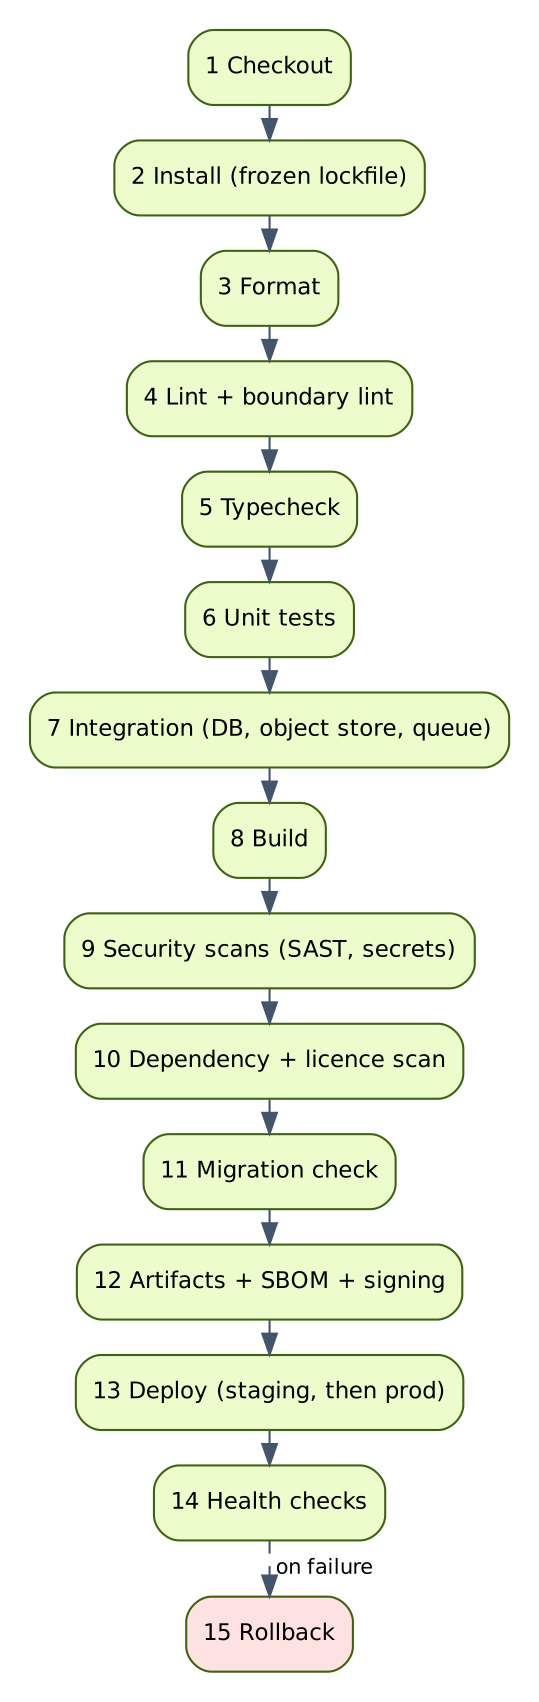 1 Checkout
2 Install (frozen lockfile)
3 Format
4 Lint + boundary lint
5 Typecheck
6 Unit tests
7 Integration (DB, object store, queue)
8 Build
9 Security scans (SAST, secrets)
10 Dependency + licence scan
11 Migration check
12 Artifacts + SBOM + signing
13 Deploy (staging, then prod)
14 Health checks
on failure
15 Rollback